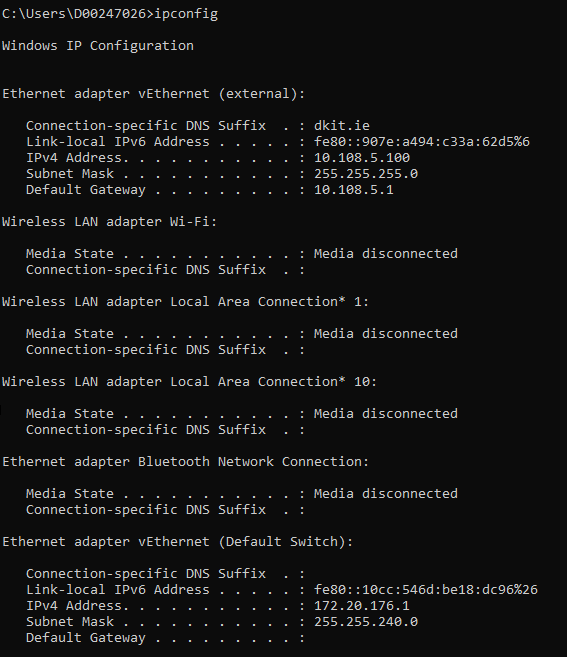 C:\Users\D00247026>ipconfig
Windows IP Configuration
Ethernet adapter vEthernet (external):
   Connection-specific DNS Suffix  . : dkit.ie
   Link-local IPv6 Address . . . . . : fe80::907e:a494:c33a:62d5%6
   IPv4 Address. . . . . . . . . . . : 10.108.5.100
   Subnet Mask . . . . . . . . . . . : 255.255.255.0
   Default Gateway . . . . . . . . . : 10.108.5.1
Wireless LAN adapter Wi-Fi:
   Media State . . . . . . . . . . . : Media disconnected
   Connection-specific DNS Suffix  . :
Wireless LAN adapter Local Area Connection* 1:
   Media State . . . . . . . . . . . : Media disconnected
   Connection-specific DNS Suffix  . :
Wireless LAN adapter Local Area Connection* 10:
   Media State . . . . . . . . . . . : Media disconnected
   Connection-specific DNS Suffix  . :
Ethernet adapter Bluetooth Network Connection:
   Media State . . . . . . . . . . . : Media disconnected
   Connection-specific DNS Suffix  . :
Ethernet adapter vEthernet (Default Switch):
   Connection-specific DNS Suffix  . :
   Link-local IPv6 Address . . . . . : fe80::10cc:546d:be18:dc96%26
   IPv4 Address. . . . . . . . . . . : 172.20.176.1
   Subnet Mask . . . . . . . . . . . : 255.255.240.0
   Default Gateway . . . . . . . . . :